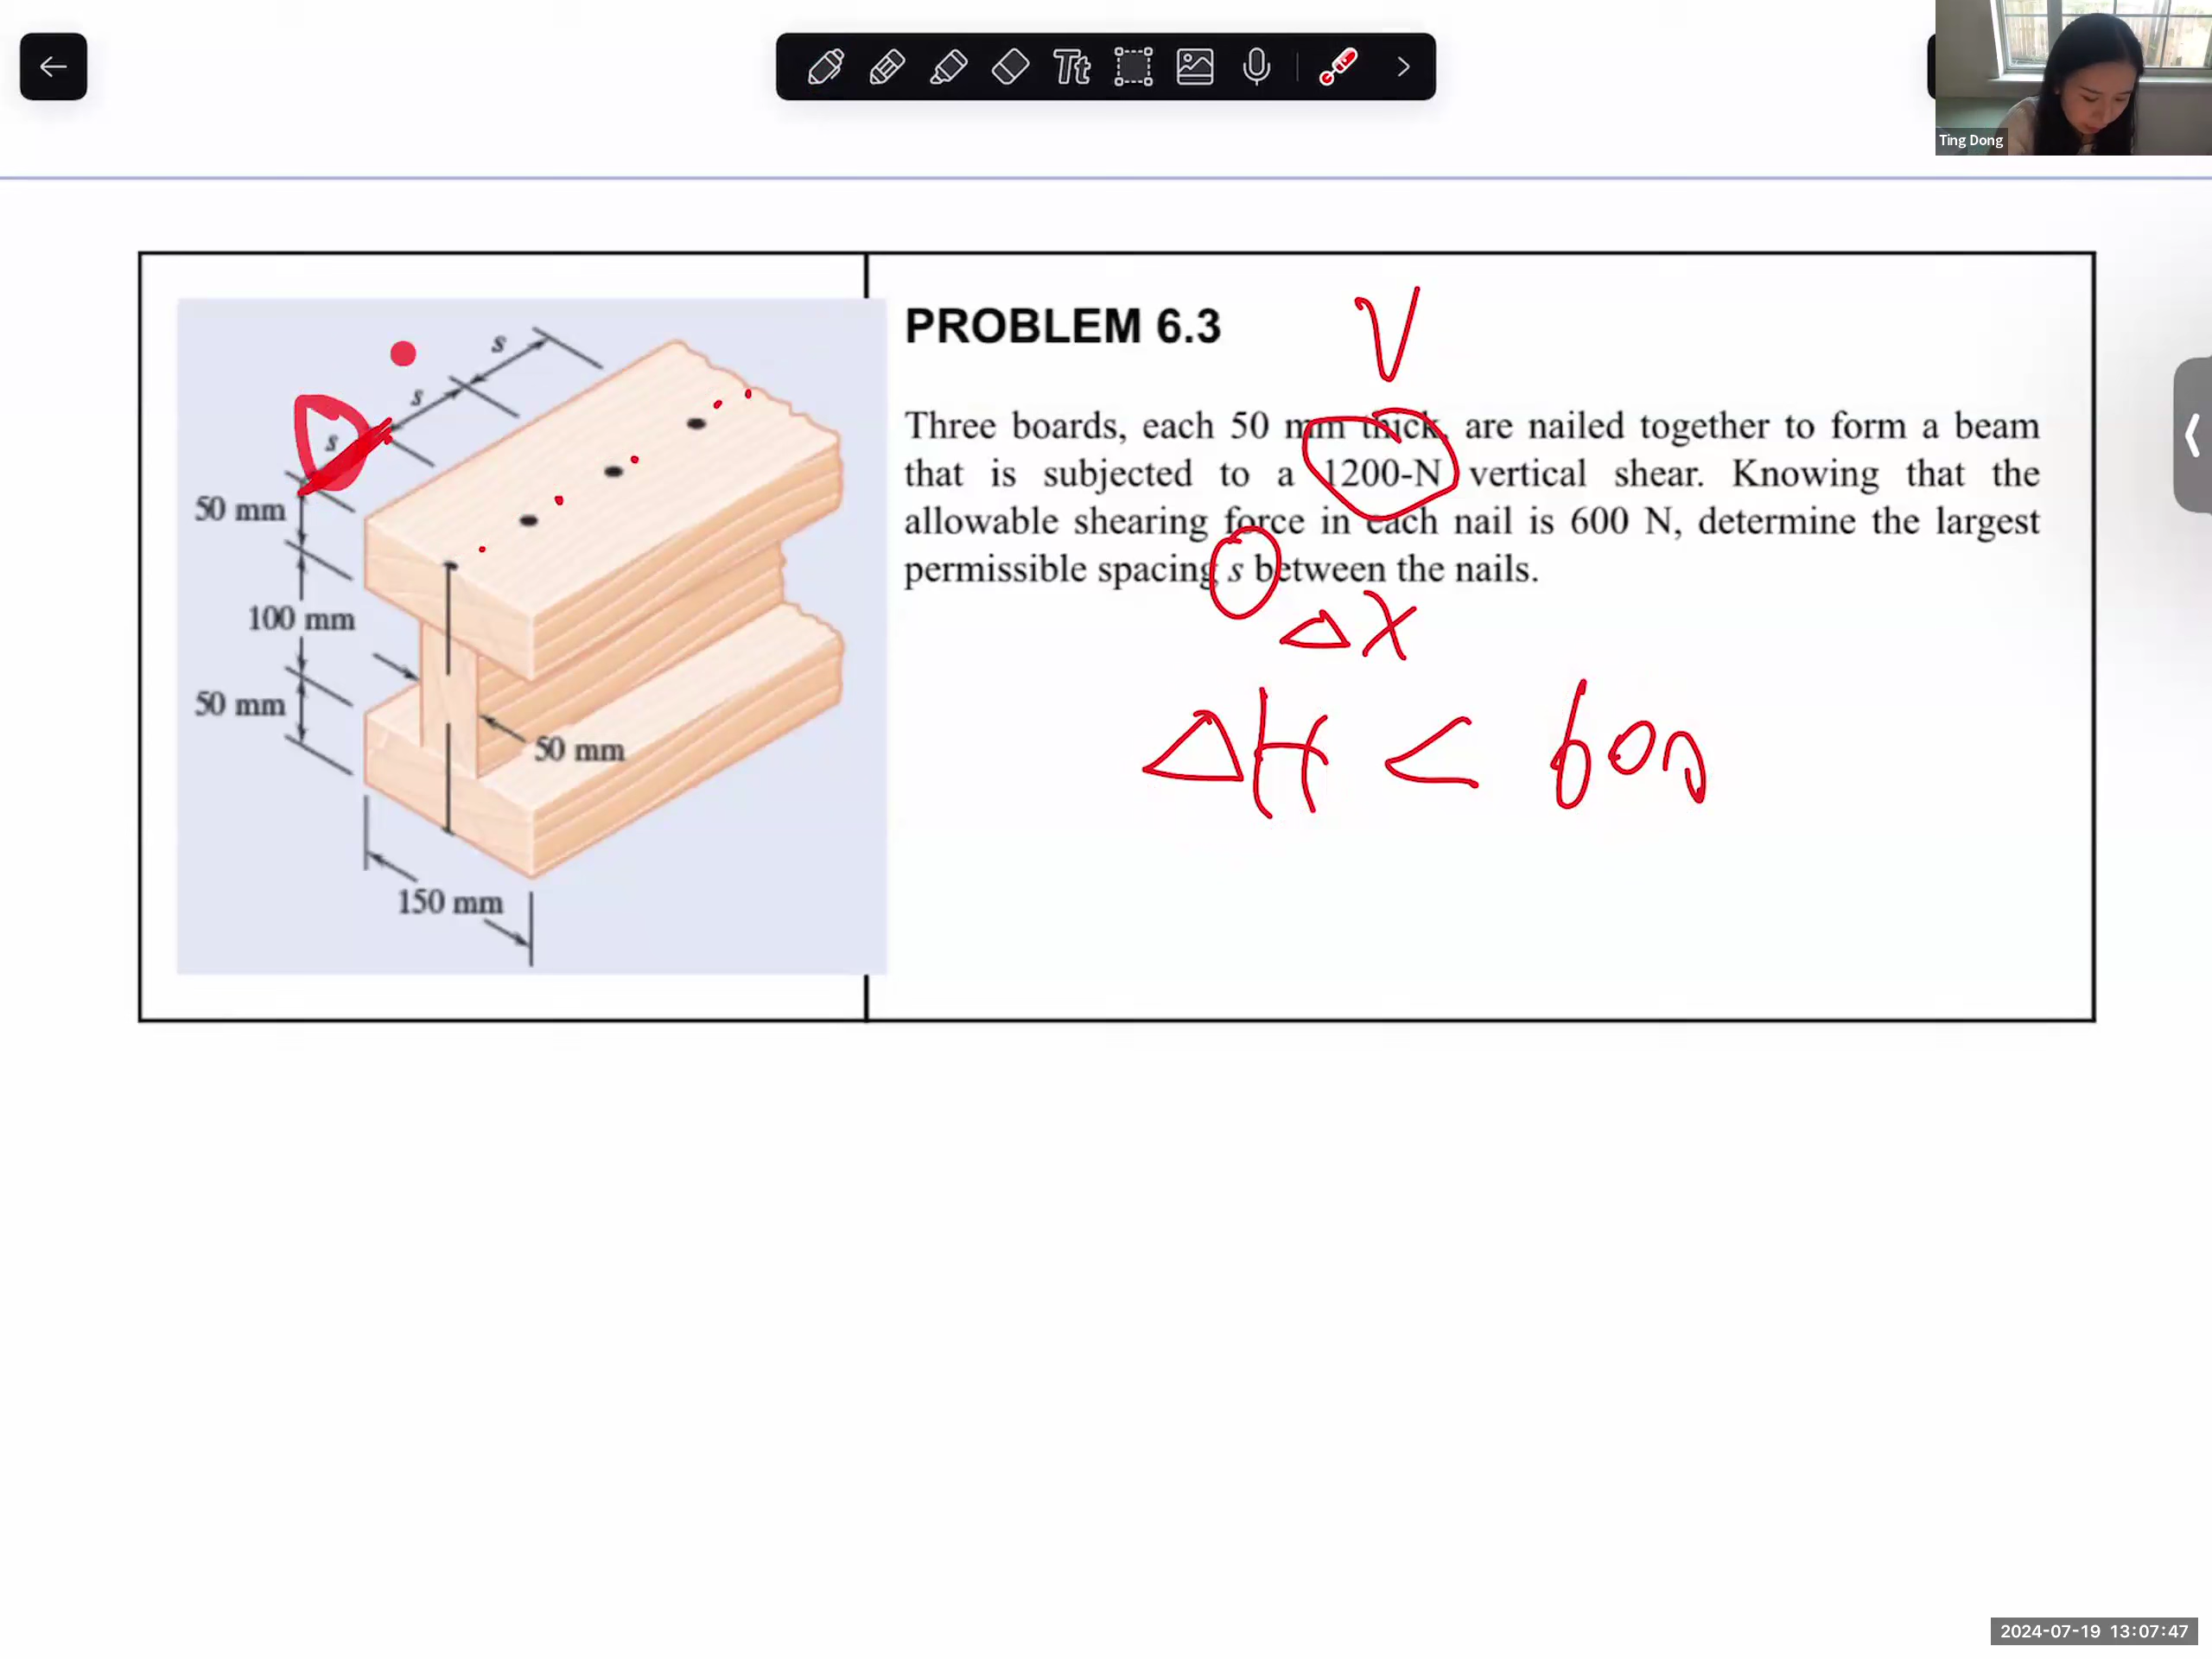 Tt
Ting Dong
s
s
s
50 mm
100 mm
50 mm
50 mm
150 mm
PROBLEM 6.3
V
Three boards, each 50 mm thick, are nailed together to form a beam
that is subjected to a 1200-N vertical shear. Knowing that the
allowable shearing force in each nail is 600 N, determine the largest
permissible spacing s between the nails.
ΔX
ΔH < 600
2024-07-19 13:07:47